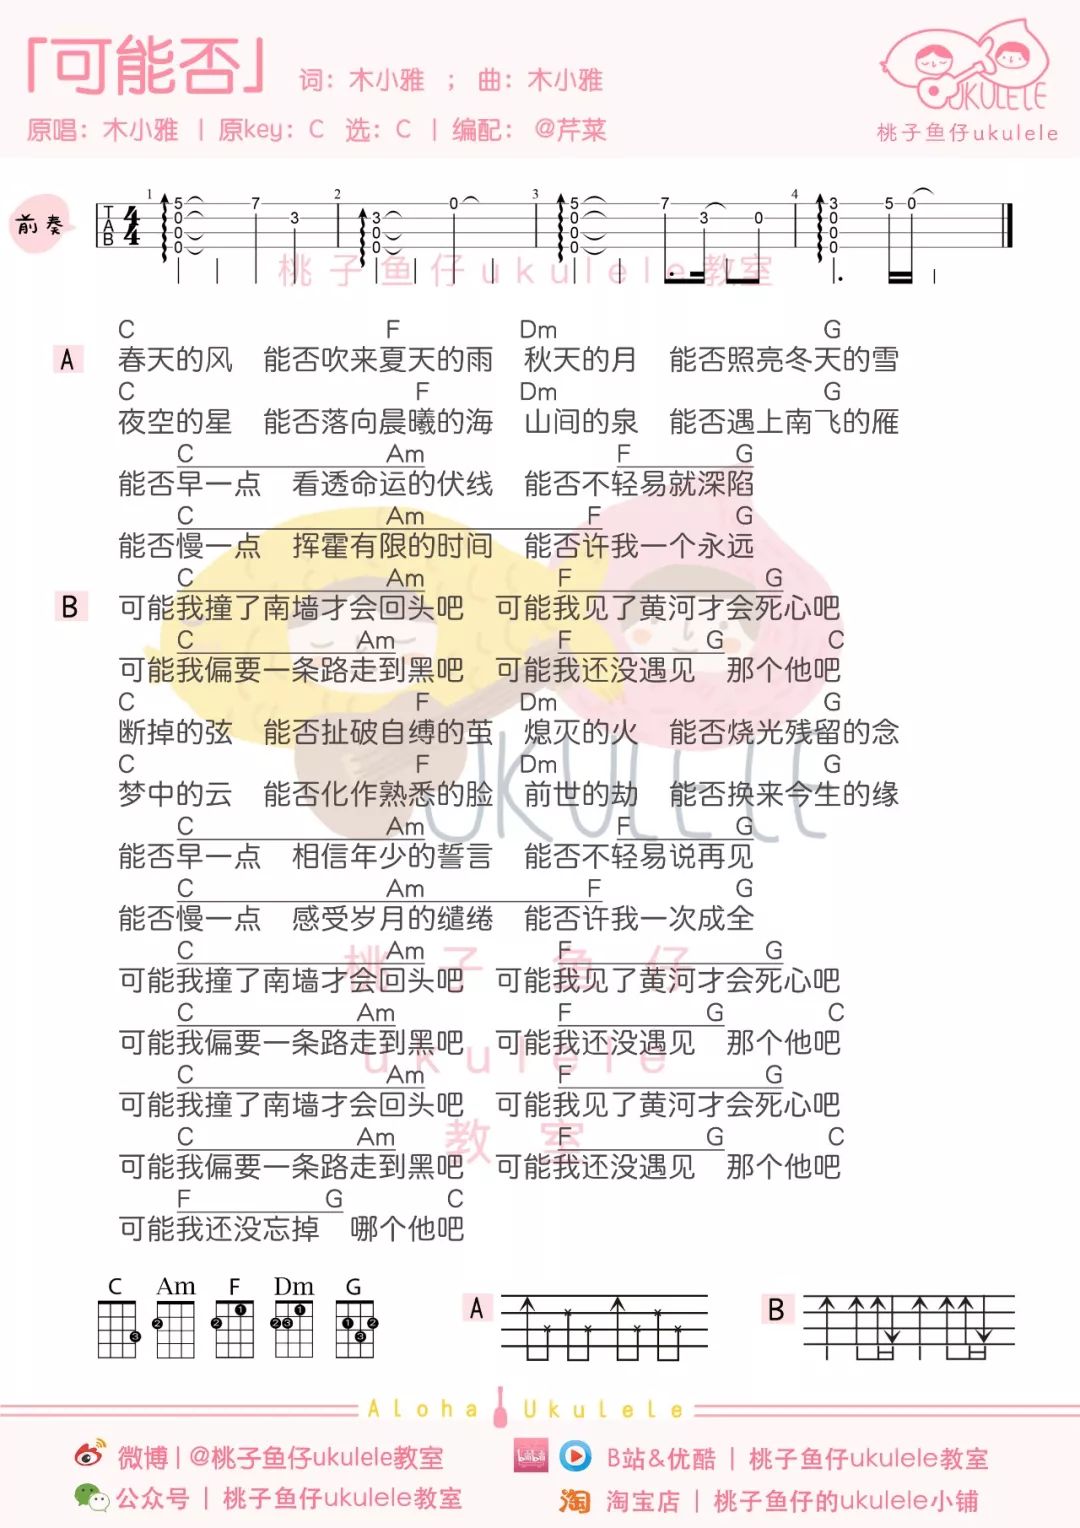 「可能否」 词：木小雅 ；曲：木小雅
原唱：木小雅 | 原key：C 选：C | 编配：@芹菜
UKULELE
桃子鱼仔ukulele
前奏
1 2 3 4
T A B 4/4 5 0 0 0 7 3 3 0 0 0 5 0 0 0 7 3 0 3 0 0 0 5 0
桃子鱼仔ukulele教室
C F Dm G
A 春天的风 能否吹来夏天的雨 秋天的月 能否照亮冬天的雪
C F Dm G
夜空的星 能否落向晨曦的海 山间的泉 能否遇上南飞的雁
C Am F G
能否早一点 看透命运的伏线 能否不轻易就深陷
C Am F G
能否慢一点 挥霍有限的时间 能否许我一个永远
C Am F G
B 可能我撞了南墙才会回头吧 可能我见了黄河才会死心吧
C Am F G C
可能我偏要一条路走到黑吧 可能我还没遇见 那个他吧
C F Dm G
断掉的弦 能否扯破自缚的茧 熄灭的火 能否烧光残留的念
UKULELE
C F Dm G
梦中的云 能否化作熟悉的脸 前世的劫 能否换来今生的缘
C Am F G
能否早一点 相信年少的誓言 能否不轻易说再见
C Am F G
能否慢一点 感受岁月的缱绻 能否许我一次成全
桃子鱼仔
C Am F G
可能我撞了南墙才会回头吧 可能我见了黄河才会死心吧
C Am F G C
可能我偏要一条路走到黑吧 可能我还没遇见 那个他吧
ukulele
C Am F G
可能我撞了南墙才会回头吧 可能我见了黄河才会死心吧
教室
C Am F G C
可能我偏要一条路走到黑吧 可能我还没遇见 那个他吧
F G C
可能我还没忘掉 哪个他吧
C Am F Dm G A B
3 2 2 1 2 3 1 1 3 2
Aloha Ukulele
微博 | @桃子鱼仔ukulele教室 bilibili B站&优酷 | 桃子鱼仔ukulele教室
公众号 | 桃子鱼仔ukulele教室 淘 淘宝店 | 桃子鱼仔的ukulele小铺